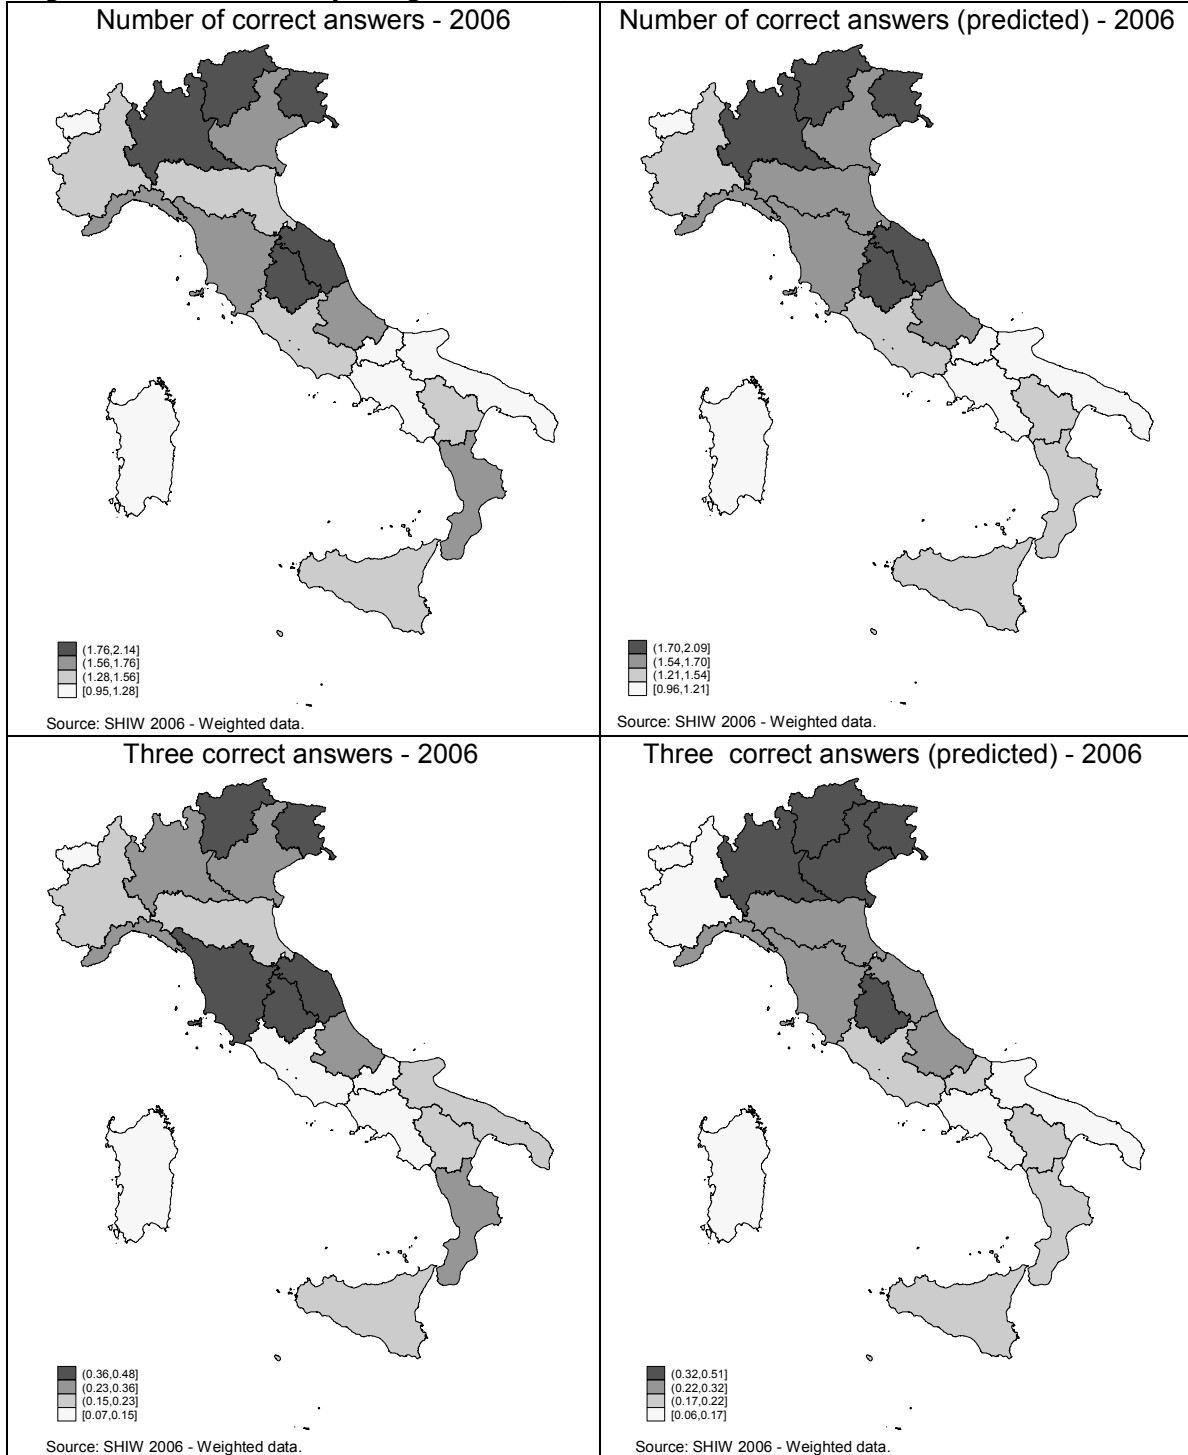 Number of correct answers - 2006
(1.76,2.14]
(1.56,1.76]
(1.28,1.56]
[0.95,1.28]
Source: SHIW 2006 - Weighted data.
Number of correct answers (predicted) - 2006
(1.70,2.09]
(1.54,1.70]
(1.21,1.54]
[0.96,1.21]
Source: SHIW 2006 - Weighted data.
Three correct answers - 2006
(0.36,0.48]
(0.23,0.36]
(0.15,0.23]
[0.07,0.15]
Source: SHIW 2006 - Weighted data.
Three correct answers (predicted) - 2006
(0.32,0.51]
(0.22,0.32]
(0.17,0.22]
[0.06,0.17]
Source: SHIW 2006 - Weighted data.